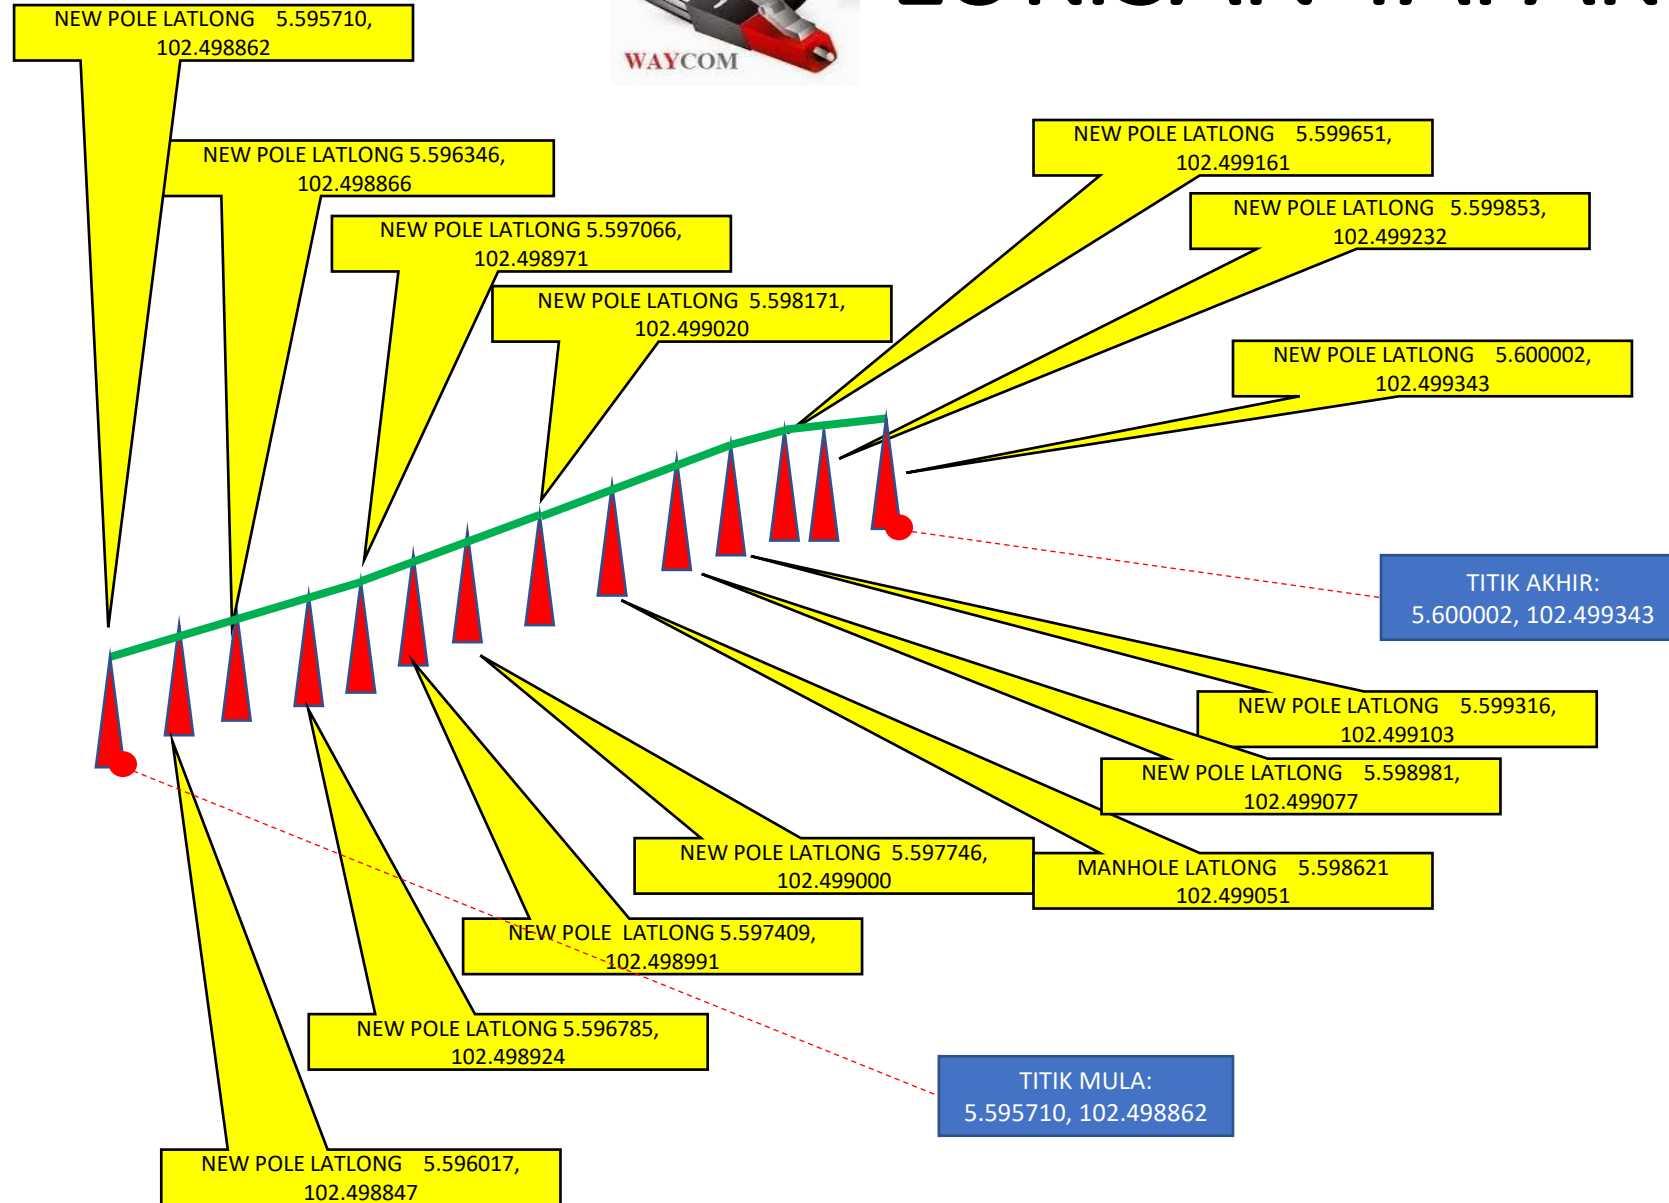 NEW POLE LATLONG 5.595710,
102.498862
WAYCOM
NEW POLE LATLONG 5.599651,
102.499161
NEW POLE LATLONG 5.596346,
102.498866
NEW POLE LATLONG 5.599853,
102.499232
NEW POLE LATLONG 5.597066,
102.498971
NEW POLE LATLONG 5.598171,
102.499020
NEW POLE LATLONG 5.600002,
102.499343
TITIK AKHIR:
5.600002, 102.499343
NEW POLE LATLONG 5.599316,
102.499103
NEW POLE LATLONG 5.598981,
102.499077
NEW POLE LATLONG 5.597746,
102.499000
MANHOLE LATLONG 5.598621
102.499051
NEW POLE LATLONG 5.597409,
102.498991
NEW POLE LATLONG 5.596785,
102.498924
TITIK MULA:
5.595710, 102.498862
NEW POLE LATLONG 5.596017,
102.498847